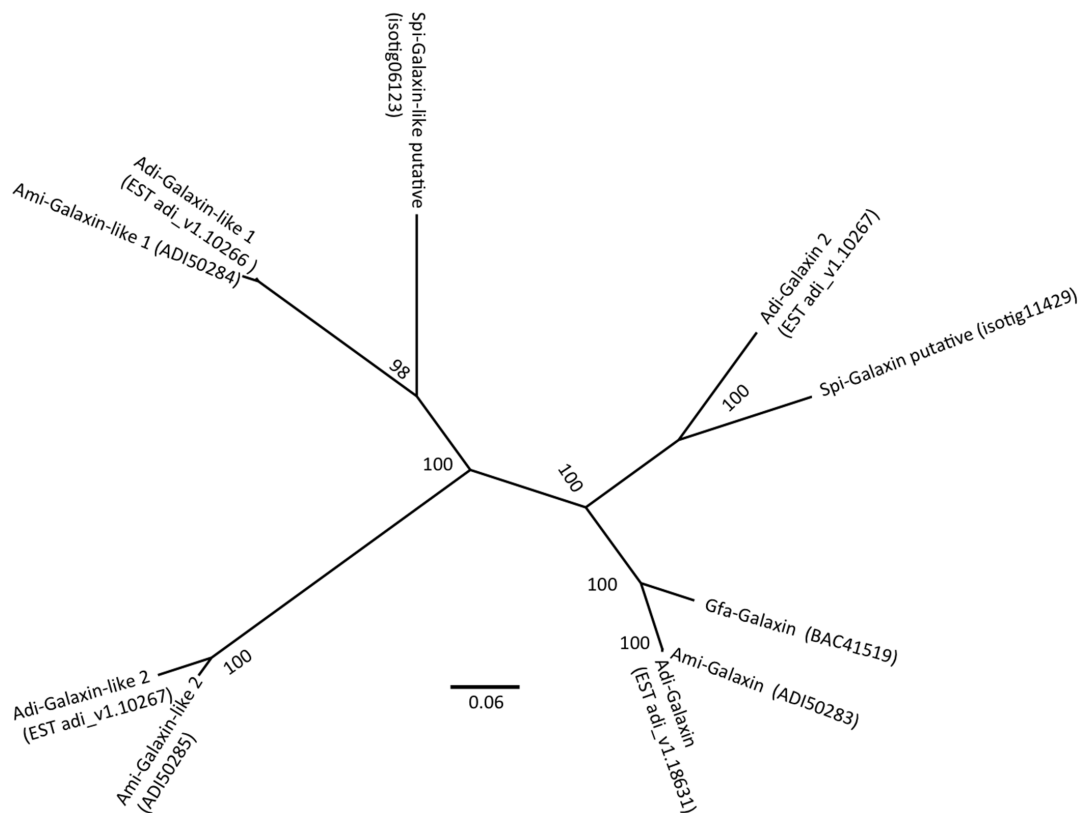 Spi-Galaxin-like putative
(isotig06123)
Adi-Galaxin-like 1
(EST adi_v1.10266 )
Ami-Galaxin-like 1 (ADI50284)
Adi-Galaxin 2
(EST adi_v1.10267)
Spi-Galaxin putative (isotig11429)
98
100
100
100
100
Gfa-Galaxin (BAC41519)
100
Ami-Galaxin (ADI50283)
Adi-Galaxin
(EST adi_v1.18631)
100
Adi-Galaxin-like 2
(EST adi_v1.10267)
Ami-Galaxin-like 2
(ADI50285)
0.06